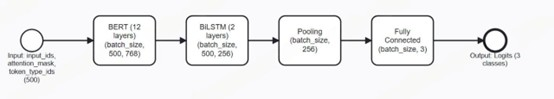 Input: input_ids,
attention_mask,
token_type_ids
(500)
BERT (12
layers)
(batch_size,
500, 768)
BiLSTM (2
layers)
(batch_size,
500, 256)
Pooling
(batch_size,
256)
Fully
Connected
(batch_size, 3)
Output: Logits (3
classes)